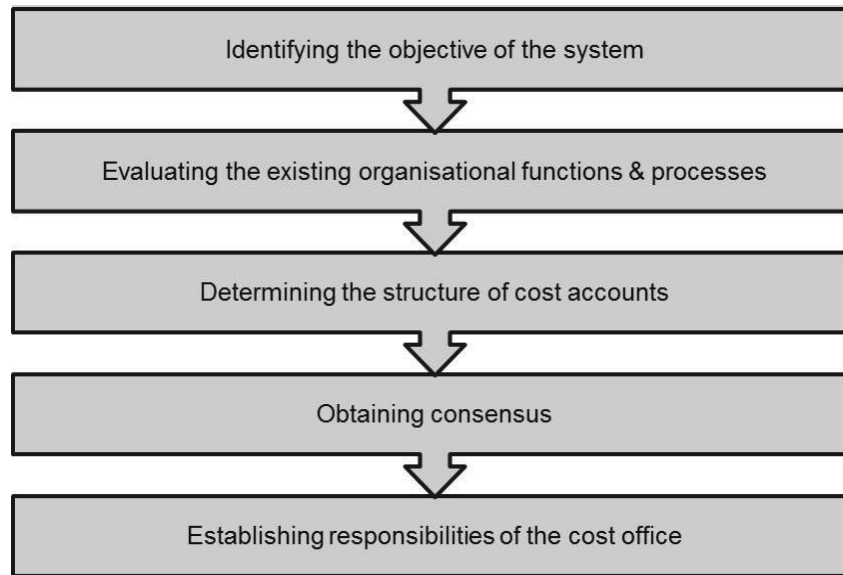 Identifying the objective of the system
Evaluating the existing organisational functions & processes
Determining the structure of cost accounts
Obtaining consensus
Establishing responsibilities of the cost office